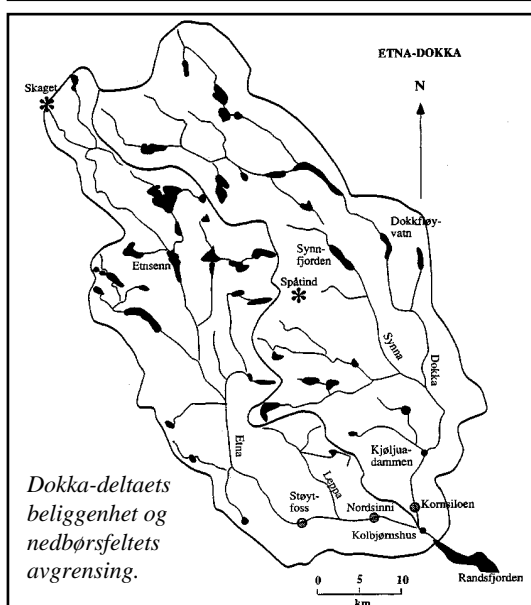 ETNA-DOKKA
N
Skaget
Dokkfløy-
vatn
Synn-
fjorden
Etnsenn
Spåtind
Synna
Dokka
Etna
Kjøljua-
dammen
Leppa
Støyt-
foss
Nordsinni
Kornsiloen
Kolbjørnshus
Randsfjorden
0 5 10
km
Dokka-deltaets
beliggenhet og
nedbørsfeltets
avgrensing.